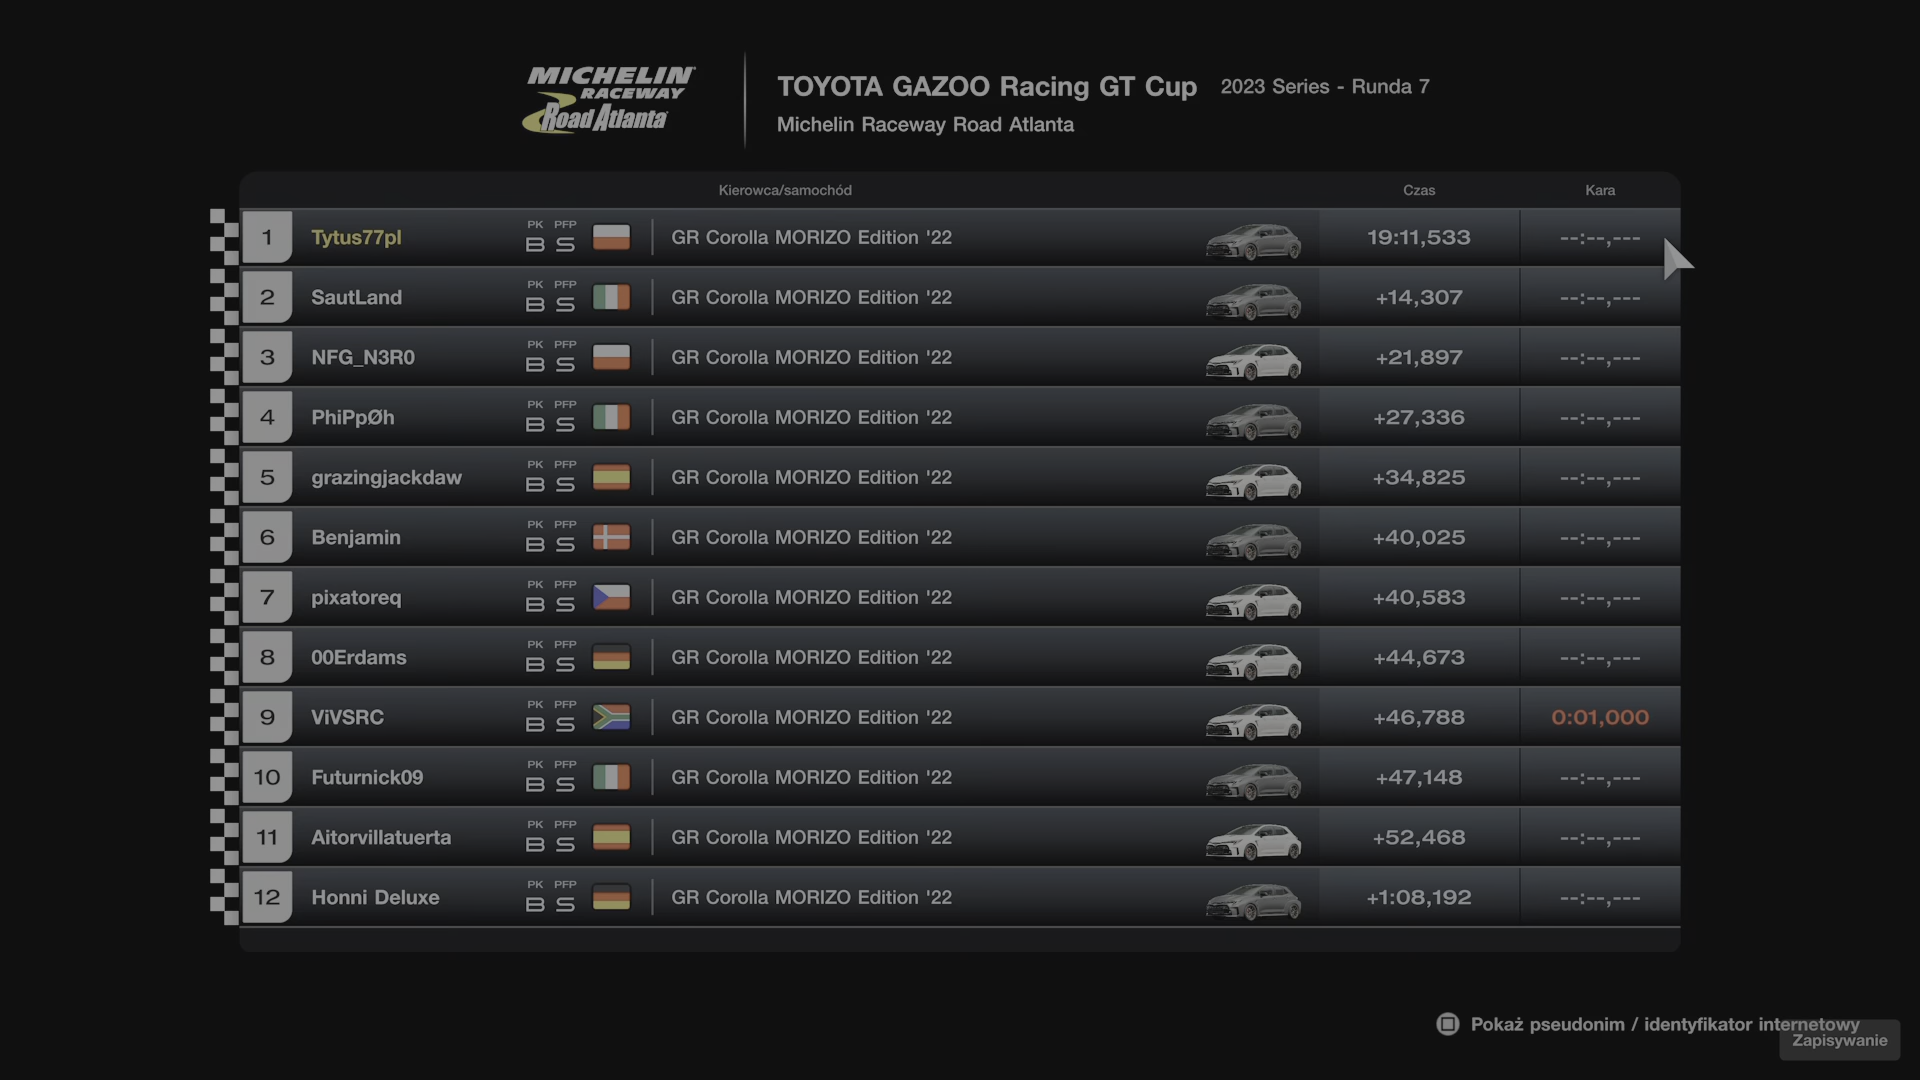 MICHELIN
RACEWAY
Road Atlanta
TOYOTA GAZOO Racing GT Cup 2023 Series - Runda 7
Michelin Raceway Road Atlanta
Kierowca/samochód Czas Kara
1 Tytus77pl PK B PFP S GR Corolla MORIZO Edition '22 19:11,533 --:--,---
2 SautLand PK B PFP S GR Corolla MORIZO Edition '22 +14,307 --:--,---
3 NFG_N3R0 PK B PFP S GR Corolla MORIZO Edition '22 +21,897 --:--,---
4 PhiPpØh PK B PFP S GR Corolla MORIZO Edition '22 +27,336 --:--,---
5 grazingjackdaw PK B PFP S GR Corolla MORIZO Edition '22 +34,825 --:--,---
6 Benjamin PK B PFP S GR Corolla MORIZO Edition '22 +40,025 --:--,---
7 pixatoreq PK B PFP S GR Corolla MORIZO Edition '22 +40,583 --:--,---
8 00Erdams PK B PFP S GR Corolla MORIZO Edition '22 +44,673 --:--,---
9 ViVSRC PK B PFP S GR Corolla MORIZO Edition '22 +46,788 0:01,000
10 Futurnick09 PK B PFP S GR Corolla MORIZO Edition '22 +47,148 --:--,---
11 Aitorvillatuerta PK B PFP S GR Corolla MORIZO Edition '22 +52,468 --:--,---
12 Honni Deluxe PK B PFP S GR Corolla MORIZO Edition '22 +1:08,192 --:--,---
Pokaż pseudonim / identyfikator internetowy
Zapisywanie